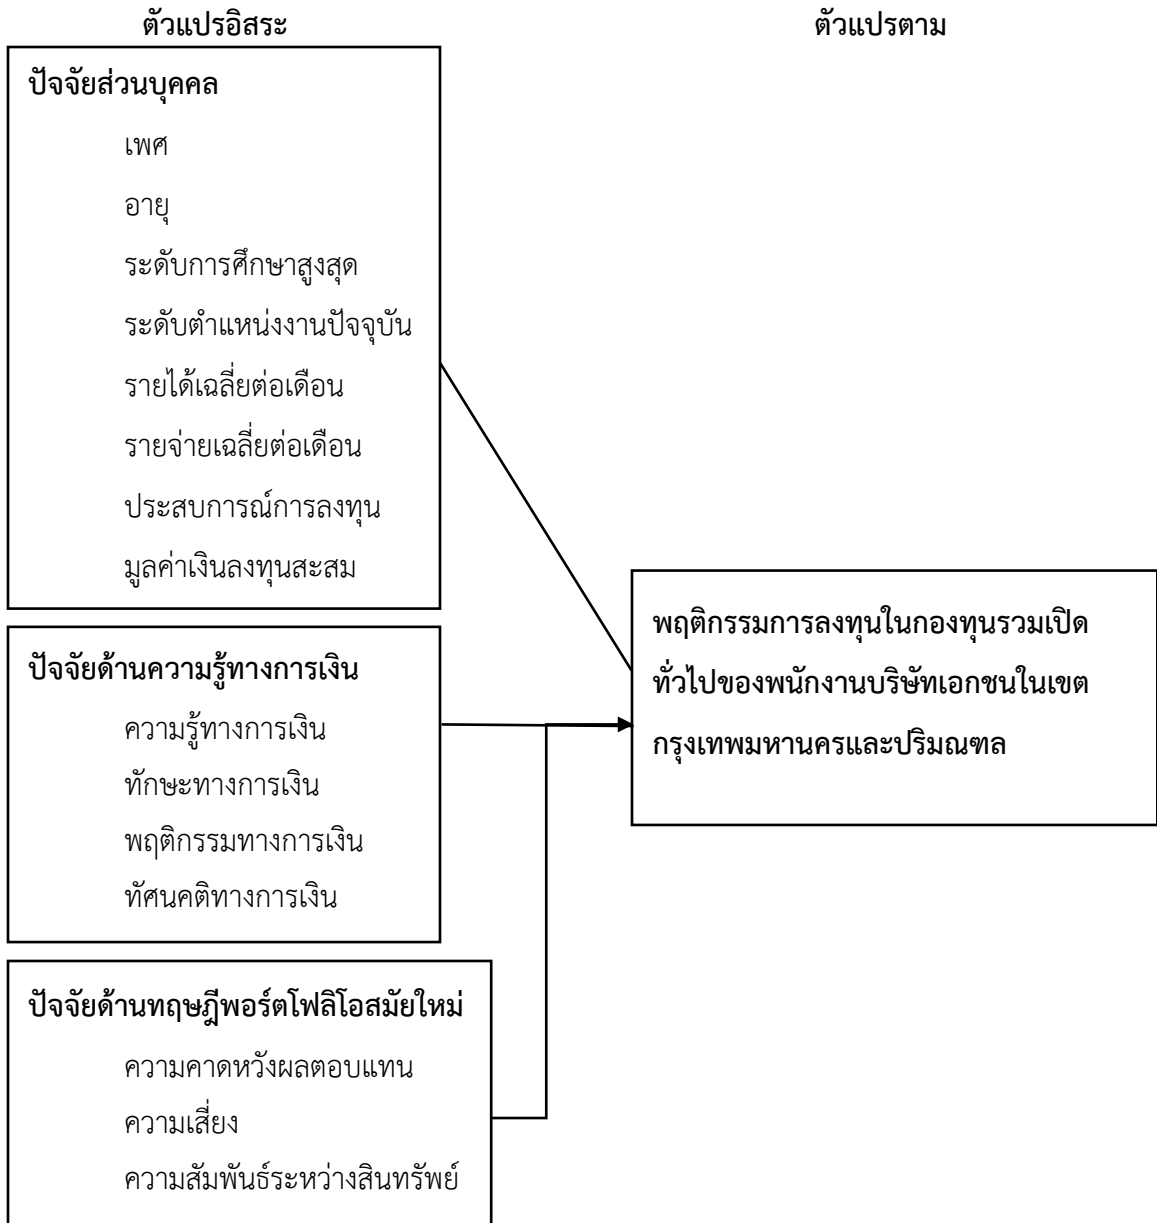 ตัวแปรอิสระ
ตัวแปรตาม
ปัจจัยส่วนบุคคล
เพศ
อายุ
ระดับการศึกษาสูงสุด
ระดับตำแหน่งงานปัจจุบัน
รายได้เฉลี่ยต่อเดือน
รายจ่ายเฉลี่ยต่อเดือน
ประสบการณ์การลงทุน
มูลค่าเงินลงทุนสะสม
ปัจจัยด้านความรู้ทางการเงิน
ความรู้ทางการเงิน
ทักษะทางการเงิน
พฤติกรรมทางการเงิน
ทัศนคติทางการเงิน
ปัจจัยด้านทฤษฎีพอร์ตโฟลิโอสมัยใหม่
ความคาดหวังผลตอบแทน
ความเสี่ยง
ความสัมพันธ์ระหว่างสินทรัพย์
พฤติกรรมการลงทุนในกองทุนรวมเปิด
ทั่วไปของพนักงานบริษัทเอกชนในเขต
กรุงเทพมหานครและปริมณฑล